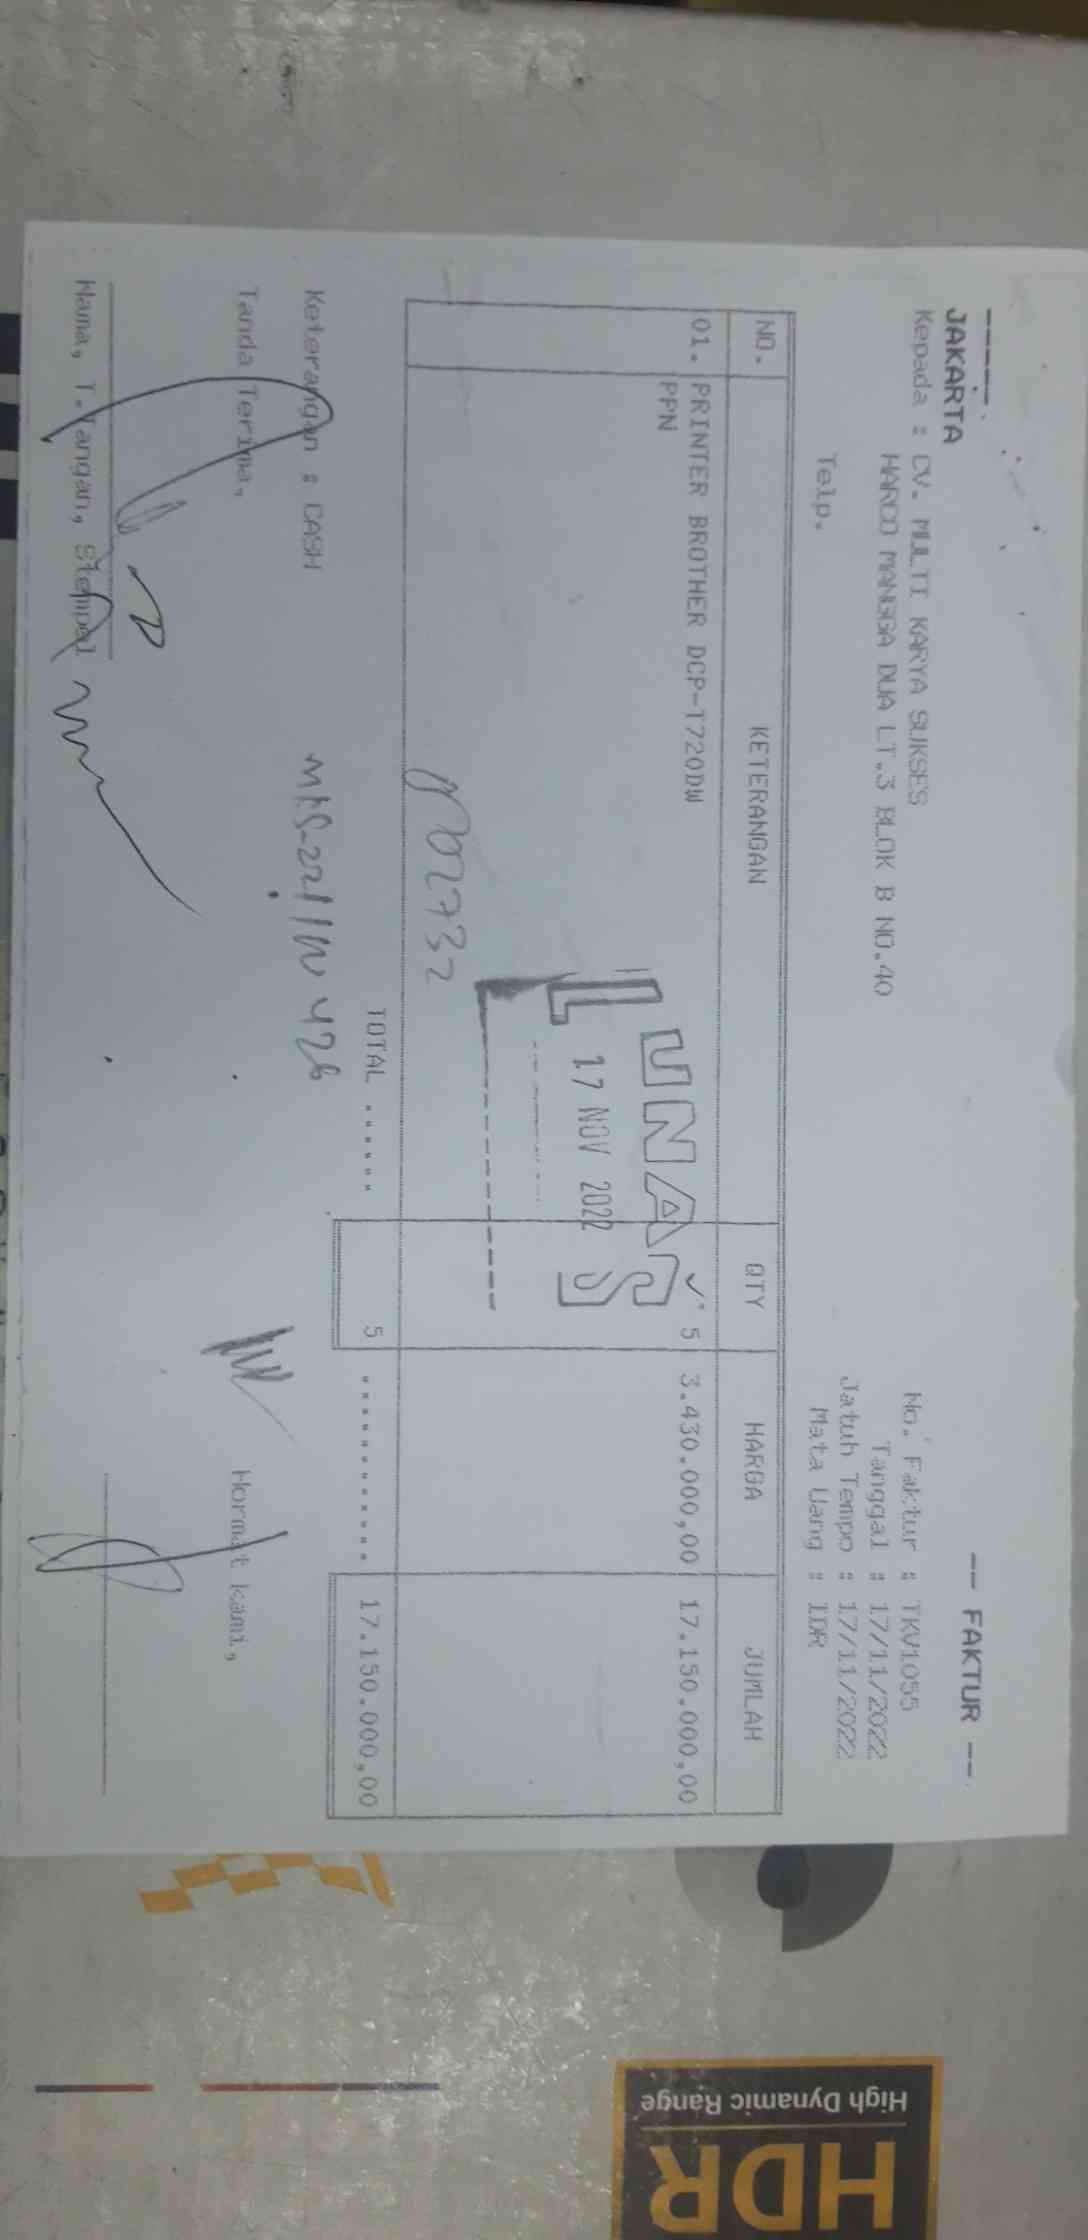 -- FAKTUR --
JAKARTA
Kepada : CV. MULTI KARYA SUKSES
HARCO MANGGA DUA LT.3 BLOK B NO.40
Telp.
No. Faktur : TKV1055
Tanggal : 17/11/2022
Jatuh Tempo : 17/11/2022
Mata Uang : IDR
NO. KETERANGAN QTY HARGA JUMLAH
01. PRINTER BROTHER DCP-T720DW 5 3.430.000,00 17.150.000,00
PPN
LUNAS
17 NOV 2022
02732
TOTAL ...... 5 .......... 17.150.000,00
Keterangan : CASH
Tanda Terima,
Hormat kami,
Nama, T.Tangan, Stempel
HDR
High Dynamic Range